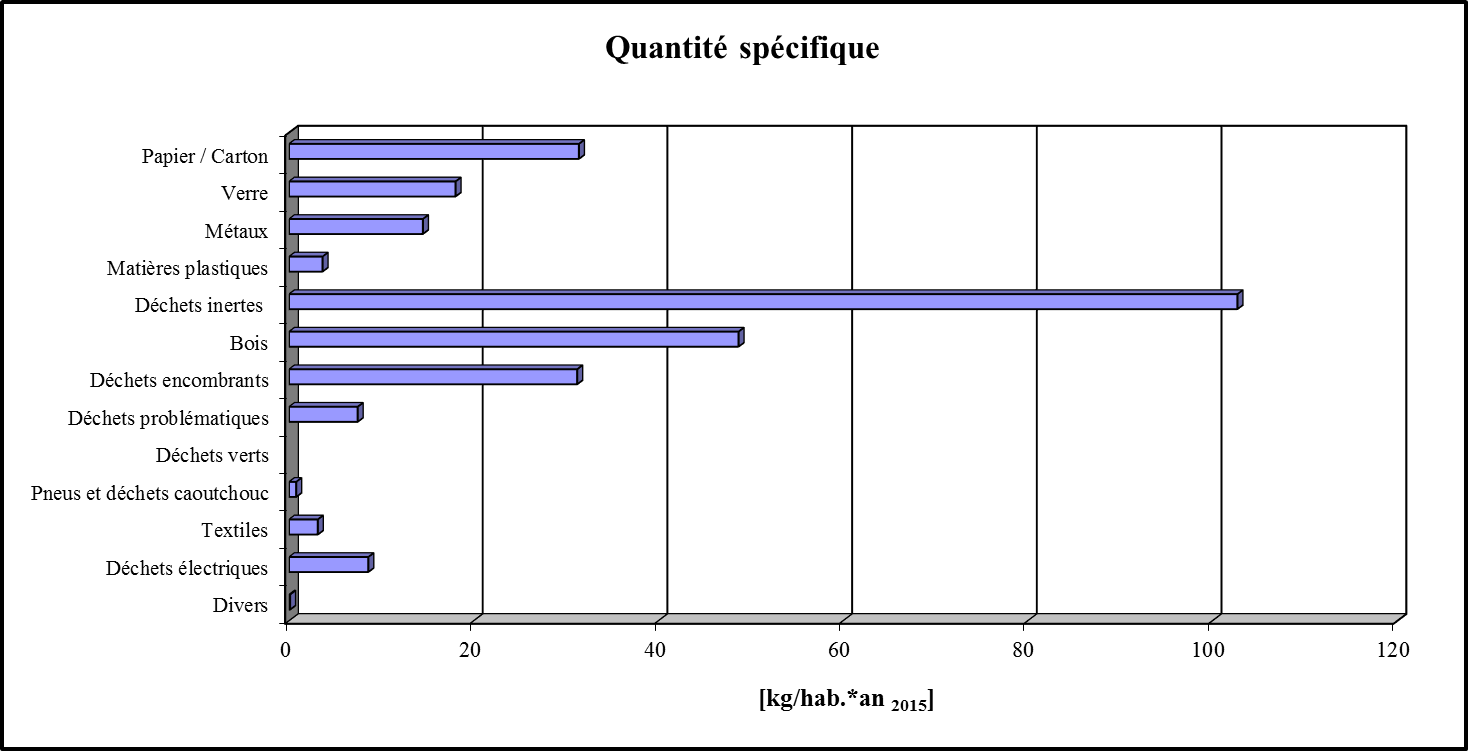 Quantité spécifique
Papier / Carton
Verre
Métaux
Matières plastiques
Déchets inertes
Bois
Déchets encombrants
Déchets problématiques
Déchets verts
Pneus et déchets caoutchouc
Textiles
Déchets électriques
Divers
0 20 40 60 80 100 120
[kg/hab.*an 2015]